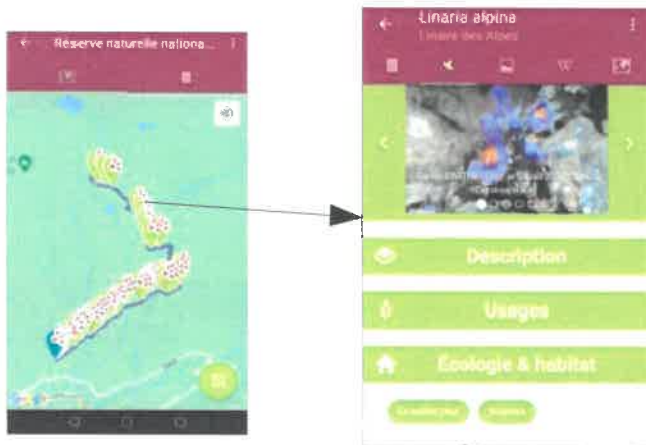 Réserve naturelle nationa...
Linaria alpina
Linaire des Alpes
W
Description
Usages
Écologie & habitat